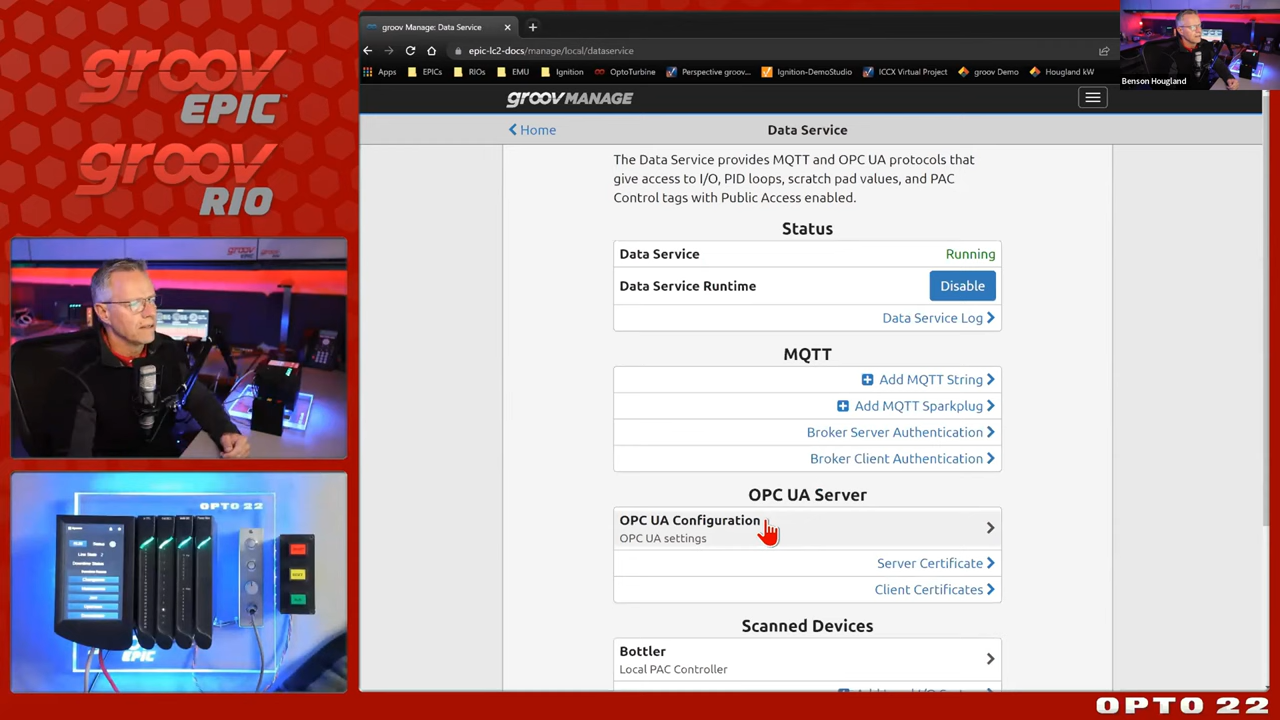 groov
EPIC™
groov
RIO
OPTO 22
EPIC
groov Manage: Data Service
epic-lc2-docs/manage/local/dataservice
Apps
EPICs
RIOs
EMU
Ignition
OptoTurbine
Perspective groov...
Ignition-DemoStudio
ICCX Virtual Project
groov Demo
Hougland kW
Benson Hougland
groov MANAGE
Home
Data Service
The Data Service provides MQTT and OPC UA protocols that
give access to I/O, PID loops, scratch pad values, and PAC
Control tags with Public Access enabled.
Status
Data Service Running
Data Service Runtime Disable
Data Service Log
MQTT
Add MQTT String
Add MQTT Sparkplug
Broker Server Authentication
Broker Client Authentication
OPC UA Server
OPC UA Configuration
OPC UA settings
Server Certificate
Client Certificates
Scanned Devices
Bottler
Local PAC Controller
OPTO 22